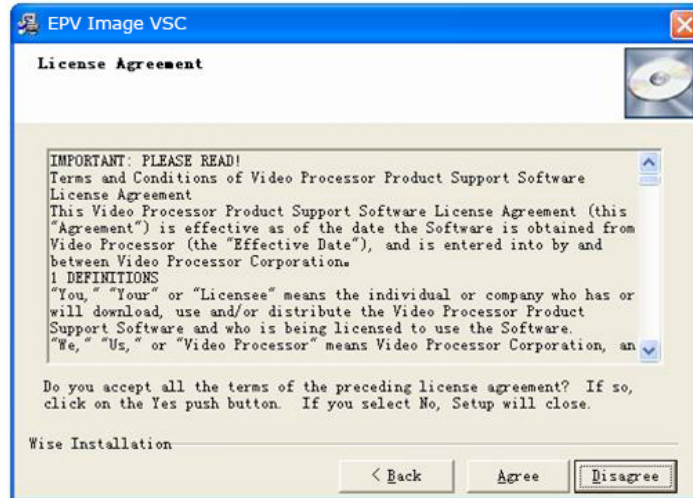 EPV Image VSC
License Agreement
IMPORTANT: PLEASE READ!
Terms and Conditions of Video Processor Product Support Software
License Agreement
This Video Processor Product Support Software License Agreement (this
"Agreement") is effective as of the date the Software is obtained from
Video Processor (the "Effective Date"), and is entered into by and
between Video Processor Corporation.
1 DEFINITIONS
"You," "Your" or "Licensee" means the individual or company who has or
will download, use and/or distribute the Video Processor Product
Support Software and who is being licensed to use the Software.
"We," "Us," or "Video Processor" means Video Processor Corporation, an
Do you accept all the terms of the preceding license agreement? If so,
click on the Yes push button. If you select No, Setup will close.
Wise Installation
< Back Agree Disagree